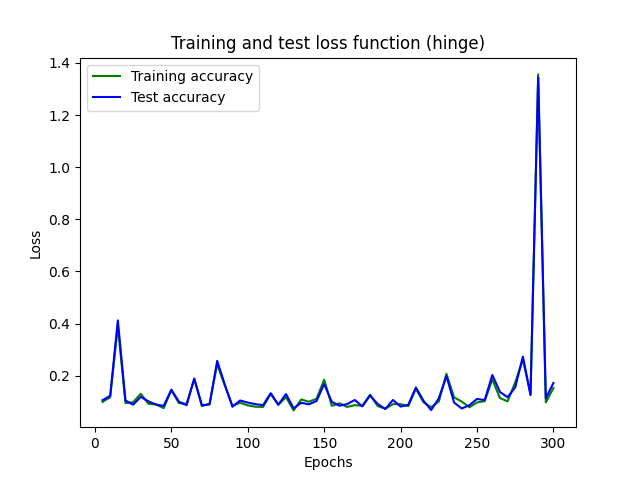 Training and test loss function (hinge)
1.4
1.2
1.0
0.8
0.6
0.4
0.2
Loss
Training accuracy
Test accuracy
0 50 100 150 200 250 300
Epochs